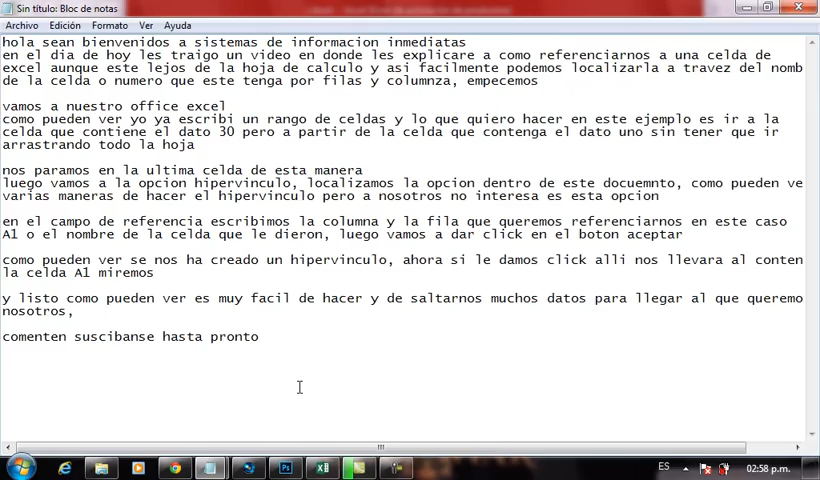 Sin título: Bloc de notas
Archivo Edición Formato Ver Ayuda
hola sean bienvenidos a sistemas de informacion inmediatas
en el dia de hoy les traigo un video en donde les explicare a como referenciarnos a una celda de
excel aunque este lejos de la hoja de calculo y asi facilmente podemos localizarla a travez del nomb
de la celda o numero que este tenga por filas y columnza, empecemos
vamos a nuestro office excel
como pueden ver yo ya escribi un rango de celdas y lo que quiero hacer en este ejemplo es ir a la
celda que contiene el dato 30 pero a partir de la celda que contenga el dato uno sin tener que ir
arrastrando todo la hoja
nos paramos en la ultima celda de esta manera
luego vamos a la opcion hipervinculo, localizamos la opcion dentro de este docuemnto, como pueden ve
varias maneras de hacer el hipervinculo pero a nosotros no interesa es esta opcion
en el campo de referencia escribimos la columna y la fila que queremos referenciarnos en este caso
A1 o el nombre de la celda que le dieron, luego vamos a dar click en el boton aceptar
como pueden ver se nos ha creado un hipervinculo, ahora si le damos click alli nos llevara al conten
la celda A1 miremos
y listo como pueden ver es muy facil de hacer y de saltarnos muchos datos para llegar al que queremo
nosotros,
comenten suscibanse hasta pronto
ES 02:58 p.m.